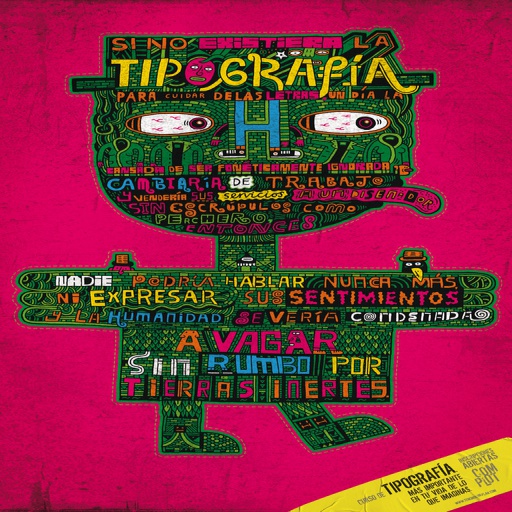 SI NO EXISTIERA LA
TIPOGRAFÍA
PARA CUIDAR DE LAS LETRAS UN DÍA LA
H
CANSADA DE SER FONÉTICAMENTE IGNORADA
CAMBIARÍA DE TRABAJO
Y VENDERÍA SUS SERVICIOS A UN DISEÑADOR
SIN ESCRÚPULOS COMO
PERCHERO,
ENTONCES
NADIE PODRÍA HABLAR NUNCA MÁS,
NI EXPRESAR SUS SENTIMIENTOS
Y LA HUMANIDAD SE VERÍA CONDENADA
A VAGAR
SIN RUMBO POR
TIERRAS INERTES.
CURSO DE TIPOGRAFÍA
MÁS IMPORTANTE
EN TU VIDA DE LO
QUE IMAGINAS
INSCRIPCIONES
ABIERTAS